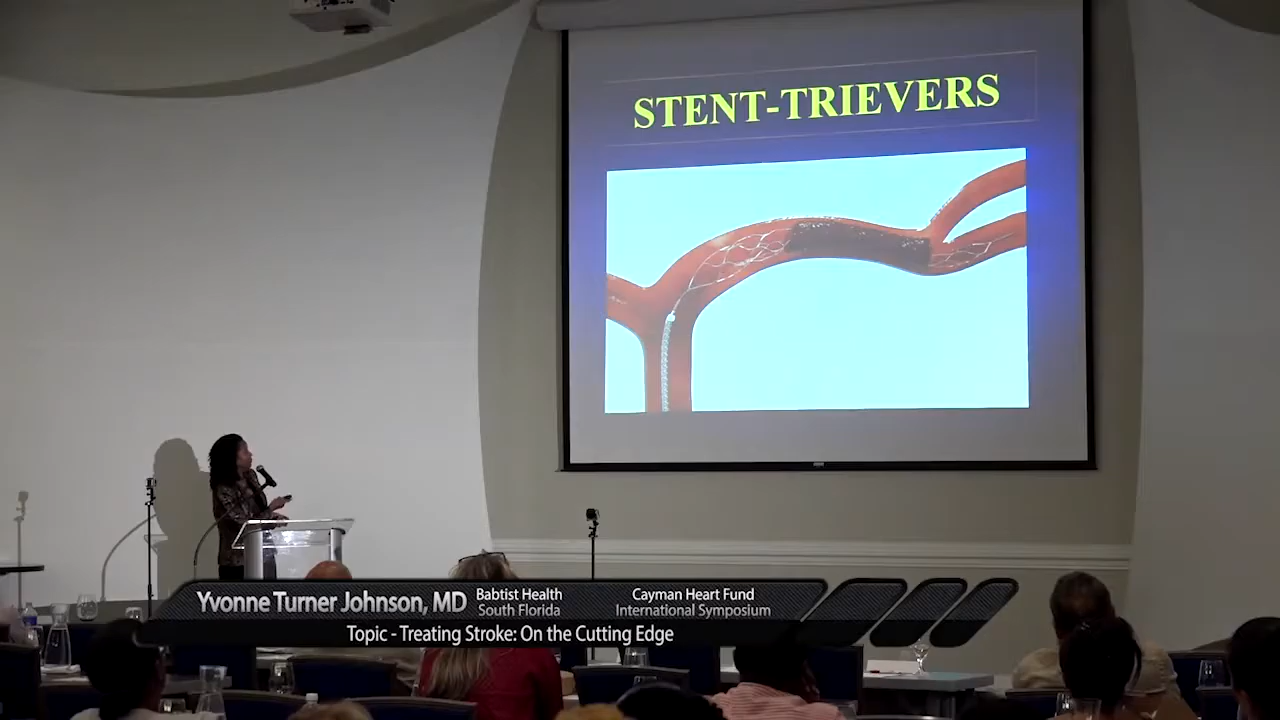 STENT-TRIEVERS
Yvonne Turner Johnson, MD
Babtist Health
South Florida
Cayman Heart Fund
International Symposium
Topic - Treating Stroke: On the Cutting Edge